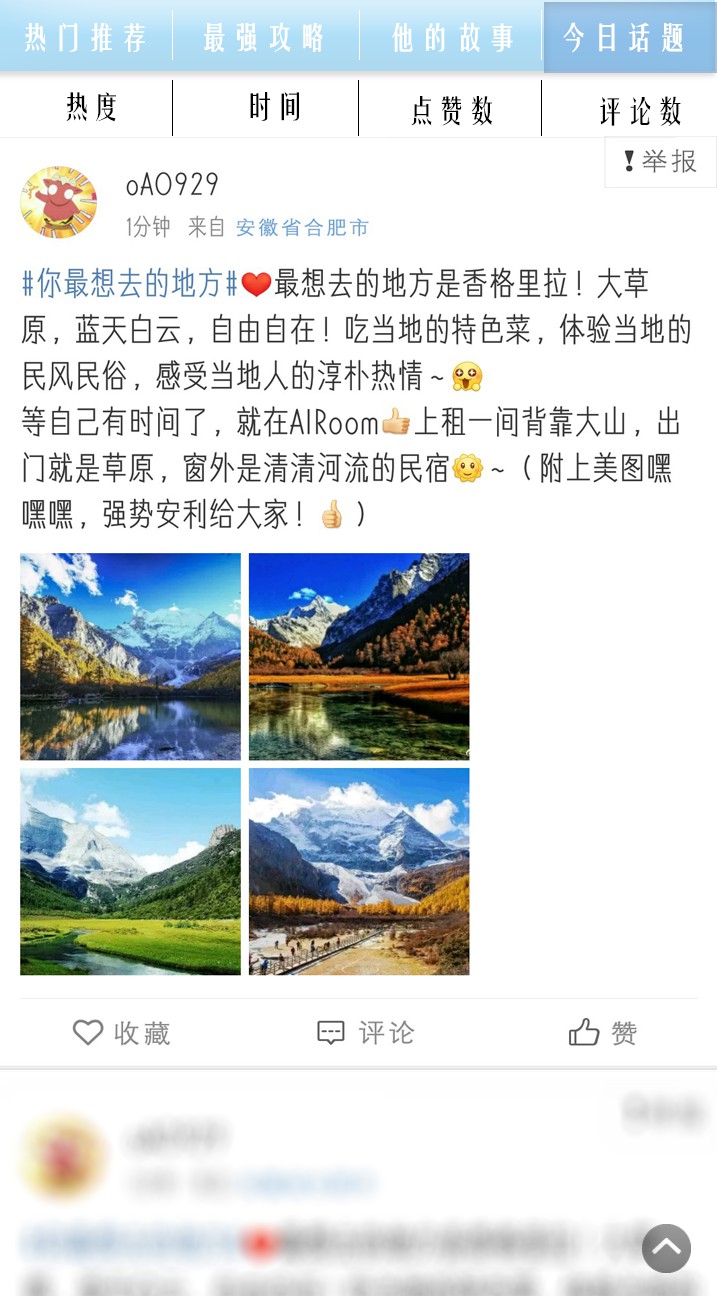 热门推荐 最强攻略 他的故事 今日话题
热度 时间 点赞数 评论数
举报
oAO929
1分钟 来自 安徽省合肥市
#你最想去的地方#❤️最想去的地方是香格里拉！大草
原，蓝天白云，自由自在！吃当地的特色菜，体验当地的
民风民俗，感受当地人的淳朴热情～🤩
等自己有时间了，就在AIRoom👍上租一间背靠大山，出
门就是草原，窗外是清清河流的民宿🌞～（附上美图嘿
嘿嘿，强势安利给大家！👍）
收藏 评论 赞